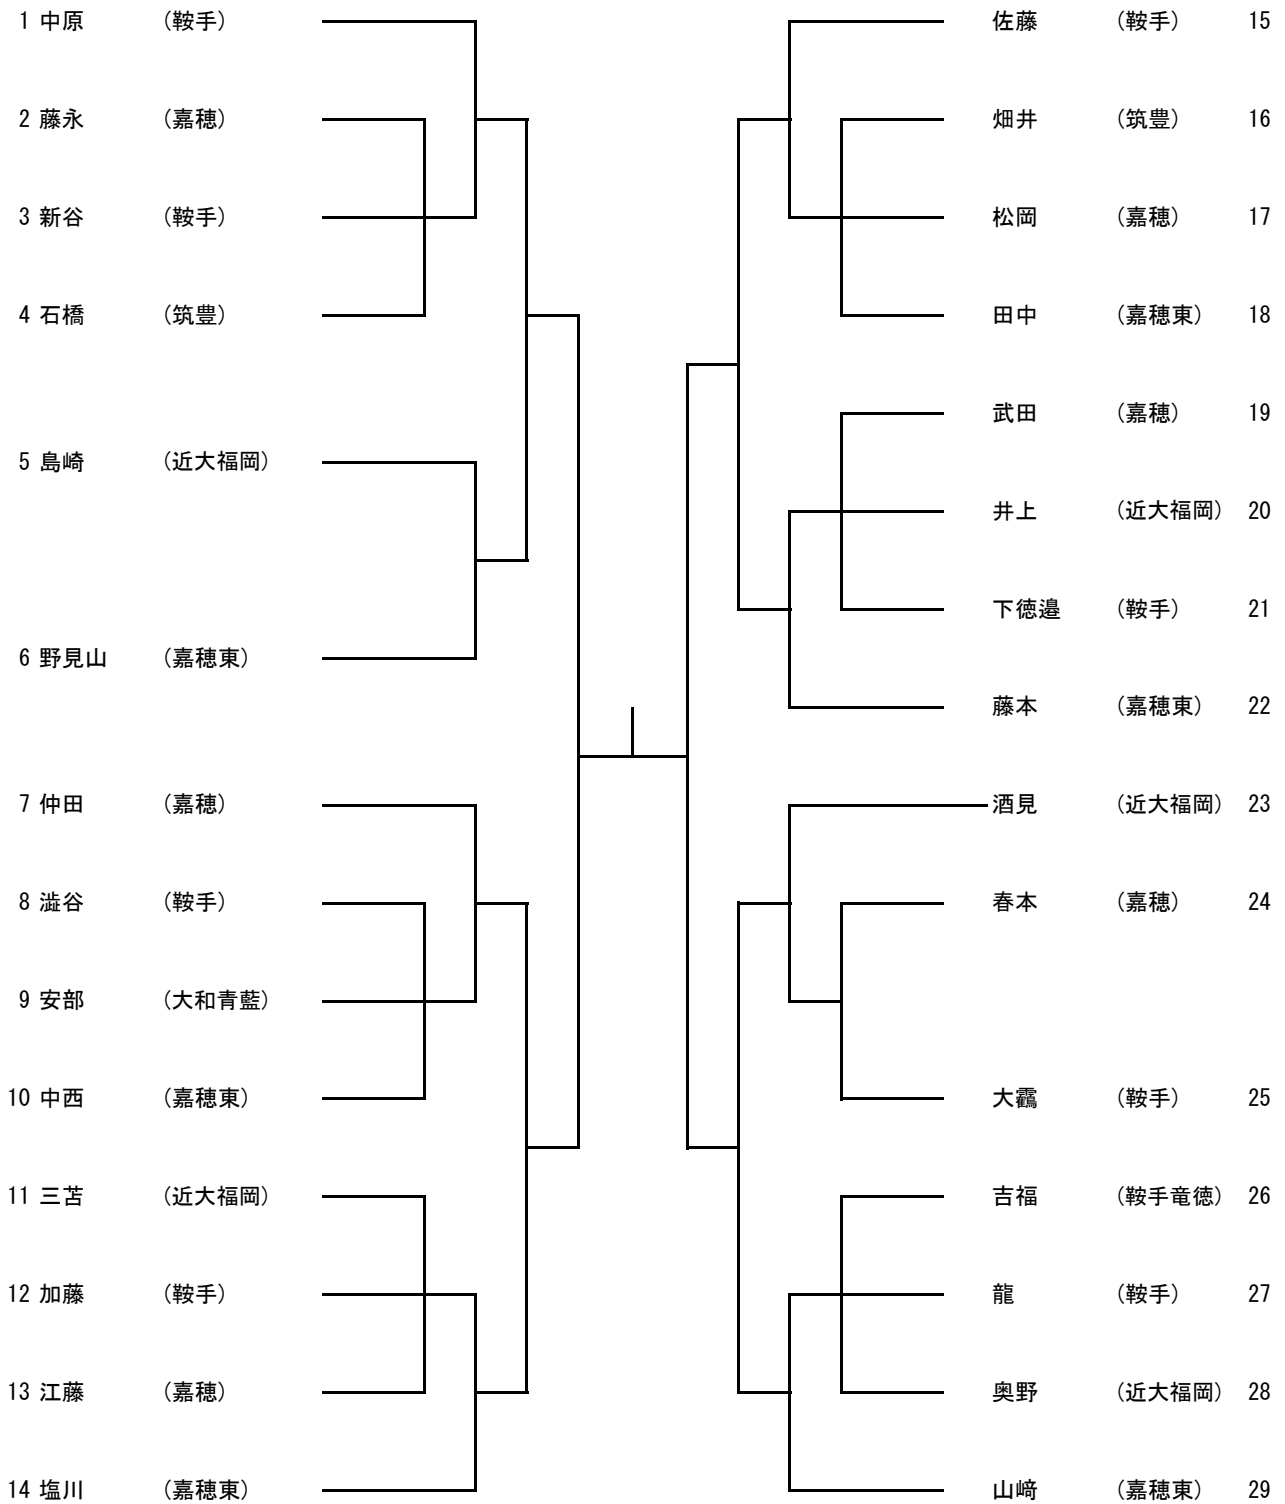 1 中原 (鞍手)
2 藤永 (嘉穂)
3 新谷 (鞍手)
4 石橋 (筑豊)
5 島崎 (近大福岡)
6 野見山 (嘉穂東)
7 仲田 (嘉穂)
8 澁谷 (鞍手)
9 安部 (大和青藍)
10 中西 (嘉穂東)
11 三苫 (近大福岡)
12 加藤 (鞍手)
13 江藤 (嘉穂)
14 塩川 (嘉穂東)
佐藤 (鞍手) 15
畑井 (筑豊) 16
松岡 (嘉穂) 17
田中 (嘉穂東) 18
武田 (嘉穂) 19
井上 (近大福岡) 20
下徳邉 (鞍手) 21
藤本 (嘉穂東) 22
酒見 (近大福岡) 23
春本 (嘉穂) 24
(鞍手) 25
吉福 (鞍手竜徳) 26
龍 (鞍手) 27
奥野 (近大福岡) 28
山﨑 (嘉穂東) 29